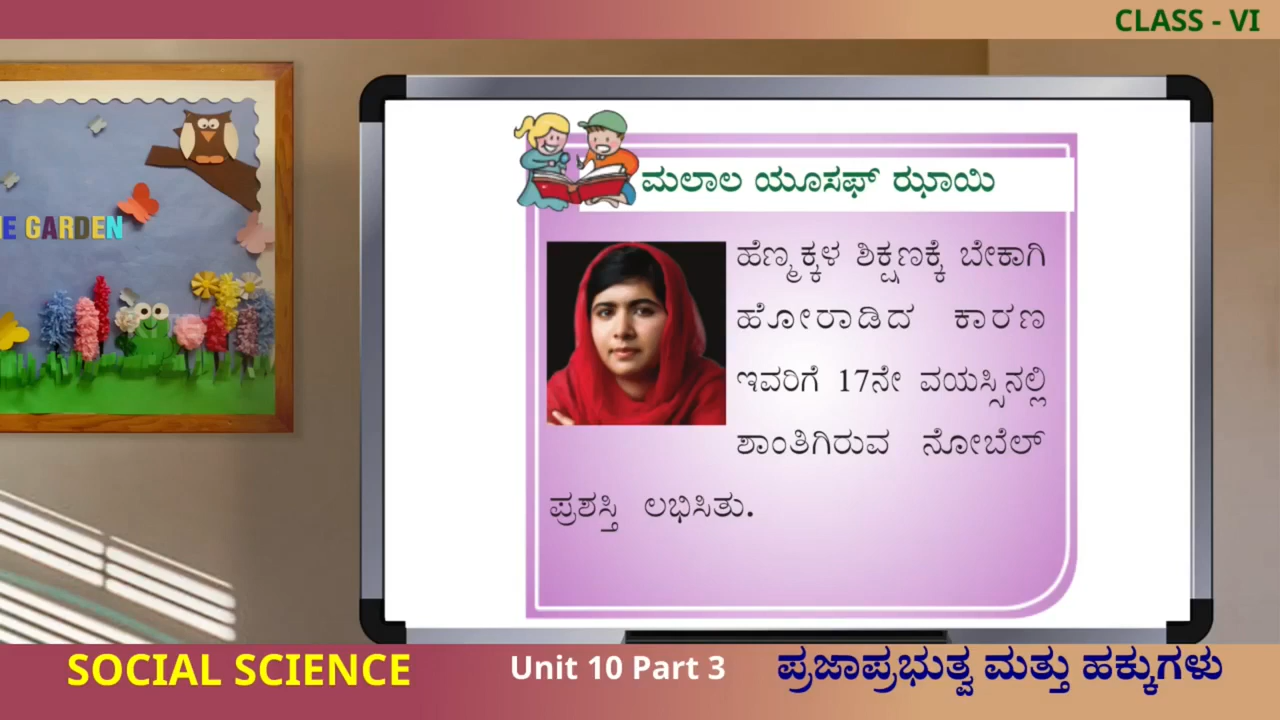 CLASS - VI
E GARDEN
ಮಲಾಲ ಯೂಸಫ್ ಝಾಯಿ
ಹೆಣ್ಮಕ್ಕಳ ಶಿಕ್ಷಣಕ್ಕೆ ಬೇಕಾಗಿ
ಹೋರಾಡಿದ ಕಾರಣ
ಇವರಿಗೆ 17ನೇ ವಯಸ್ಸಿನಲ್ಲಿ
ಶಾಂತಿಗಿರುವ ನೋಬೆಲ್
ಪ್ರಶಸ್ತಿ ಲಭಿಸಿತು.
SOCIAL SCIENCE
Unit 10 Part 3
ಪ್ರಜಾಪ್ರಭುತ್ವ ಮತ್ತು ಹಕ್ಕುಗಳು